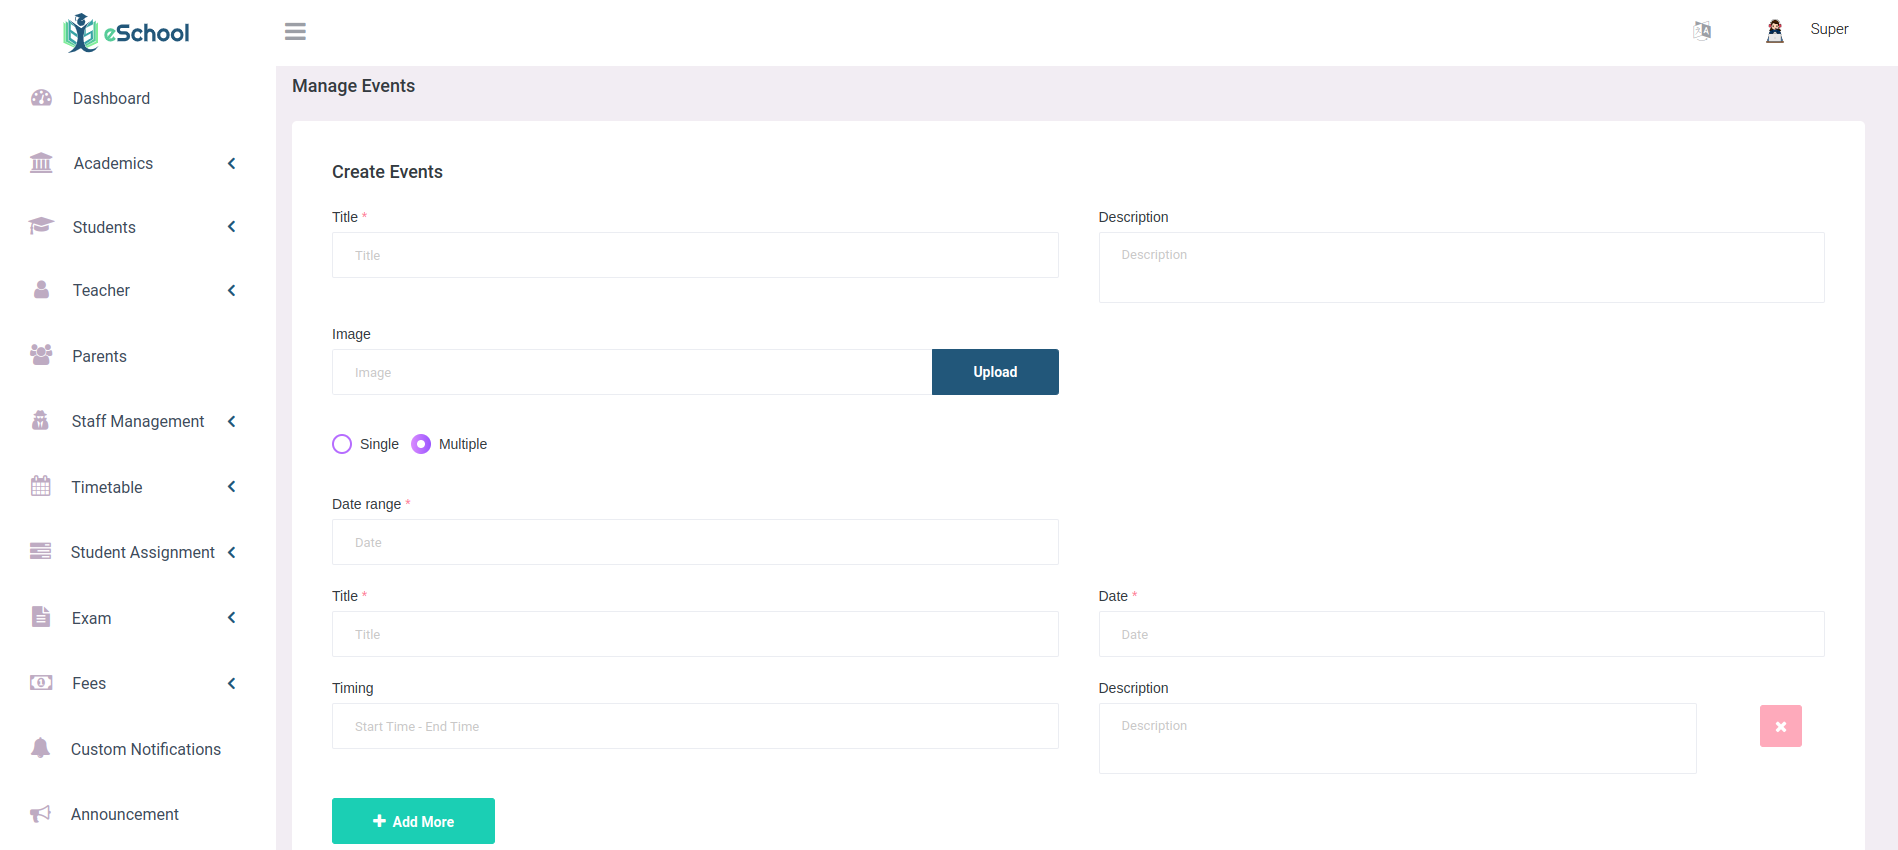 eSchool
Super
Dashboard
Academics
Students
Teacher
Parents
Staff Management
Timetable
Student Assignment
Exam
Fees
Custom Notifications
Announcement
Manage Events
Create Events
Title *
Title
Description
Description
Image
Image
Upload
Single
Multiple
Date range *
Date
Title *
Title
Date *
Date
Timing
Start Time - End Time
Description
Description
Add More